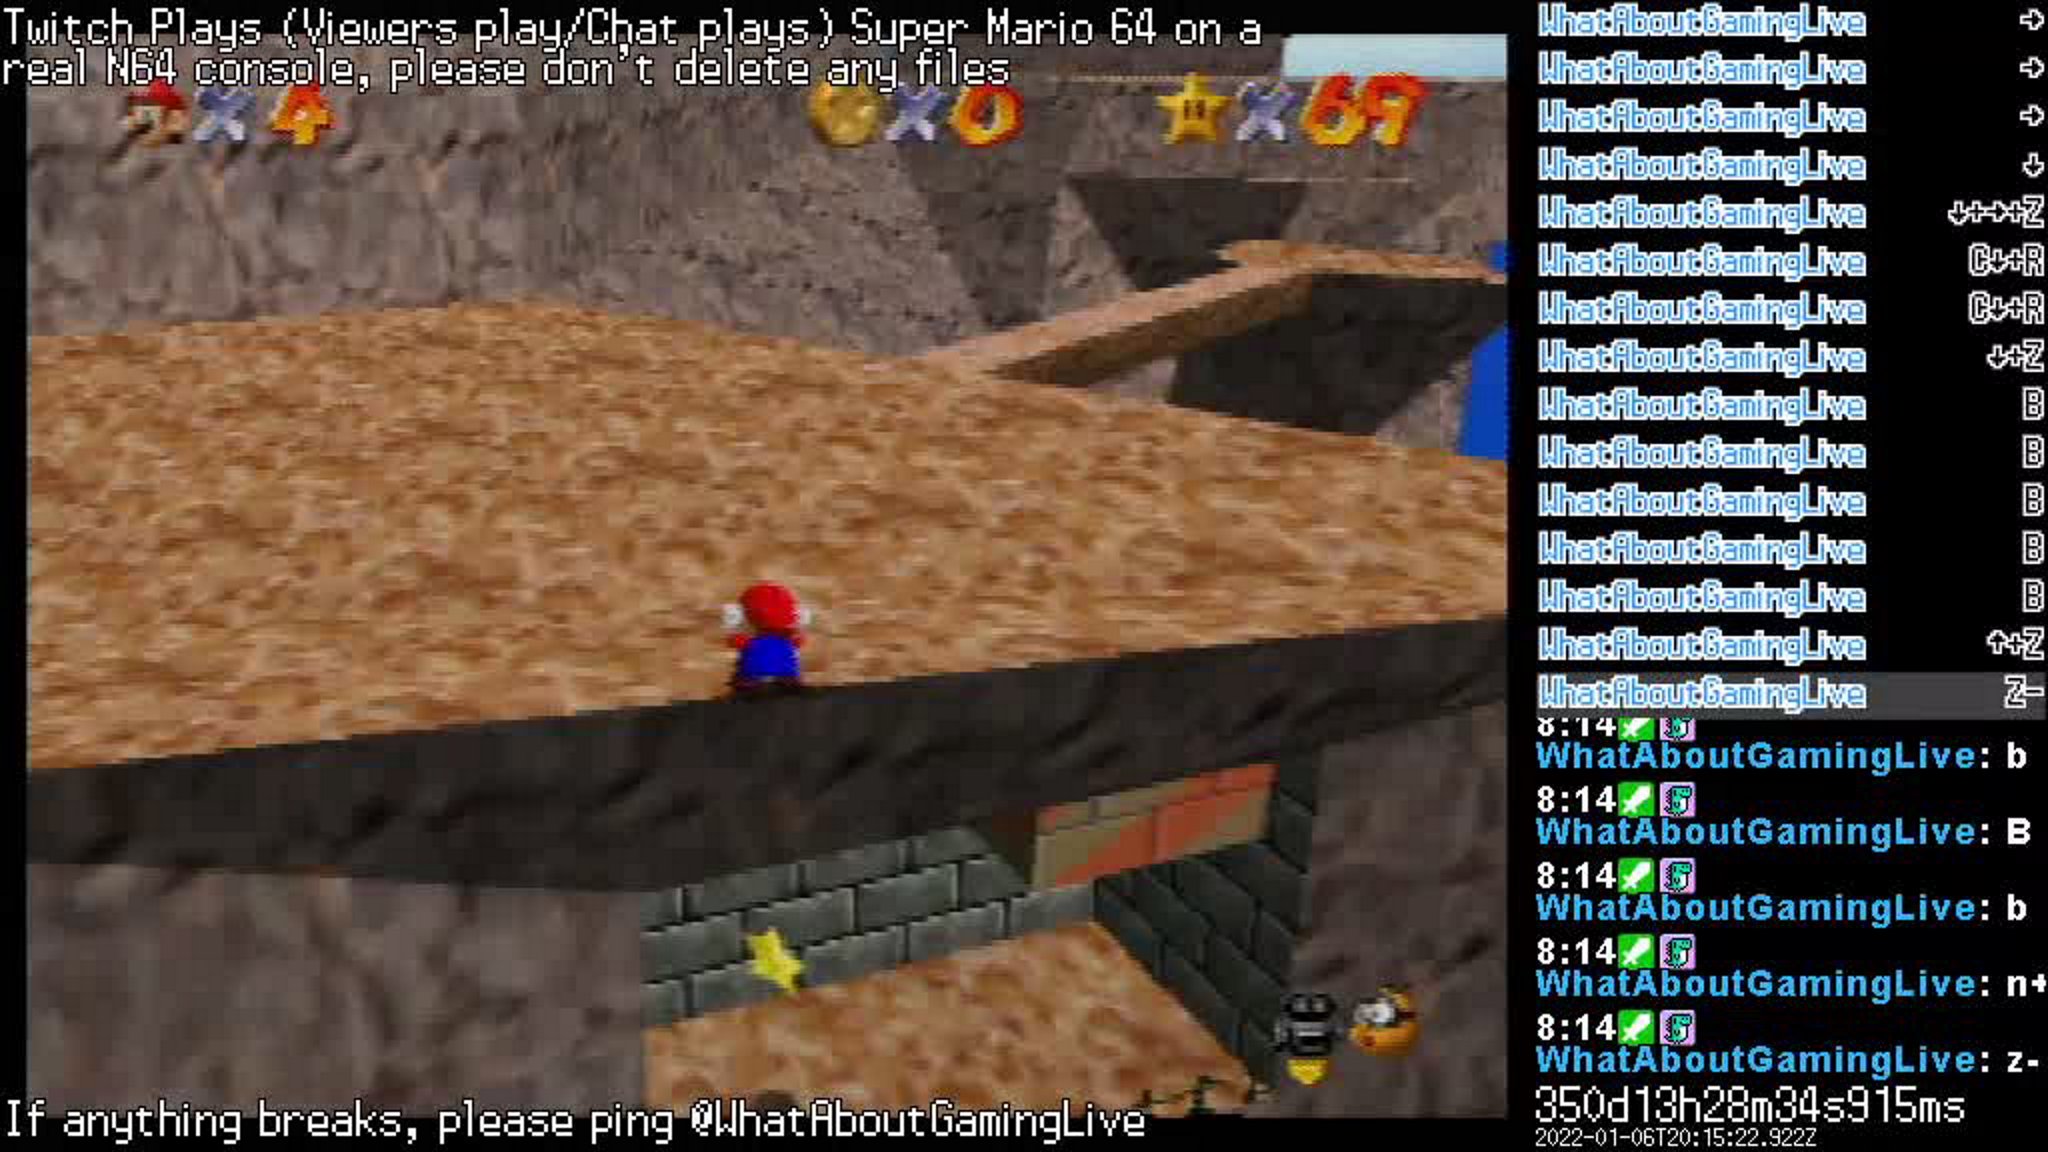 Twitch Plays (Viewers play/Chat plays) Super Mario 64 on a
real N64 console, please don't delete any files
x 4
x 0
x 69
WhatAboutGamingLive →
WhatAboutGamingLive →
WhatAboutGamingLive →
WhatAboutGamingLive ↓
WhatAboutGamingLive ↓+→+Z
WhatAboutGamingLive C↓+R
WhatAboutGamingLive C↓+R
WhatAboutGamingLive ↓+Z
WhatAboutGamingLive B
WhatAboutGamingLive B
WhatAboutGamingLive B
WhatAboutGamingLive B
WhatAboutGamingLive B
WhatAboutGamingLive ↑+Z
WhatAboutGamingLive Z-
8:14
WhatAboutGamingLive: b
8:14
WhatAboutGamingLive: B
8:14
WhatAboutGamingLive: b
8:14
WhatAboutGamingLive: n+
8:14
WhatAboutGamingLive: z-
350d13h28m34s915ms
2022-01-06T20:15:22.922Z
If anything breaks, please ping @WhatAboutGamingLive